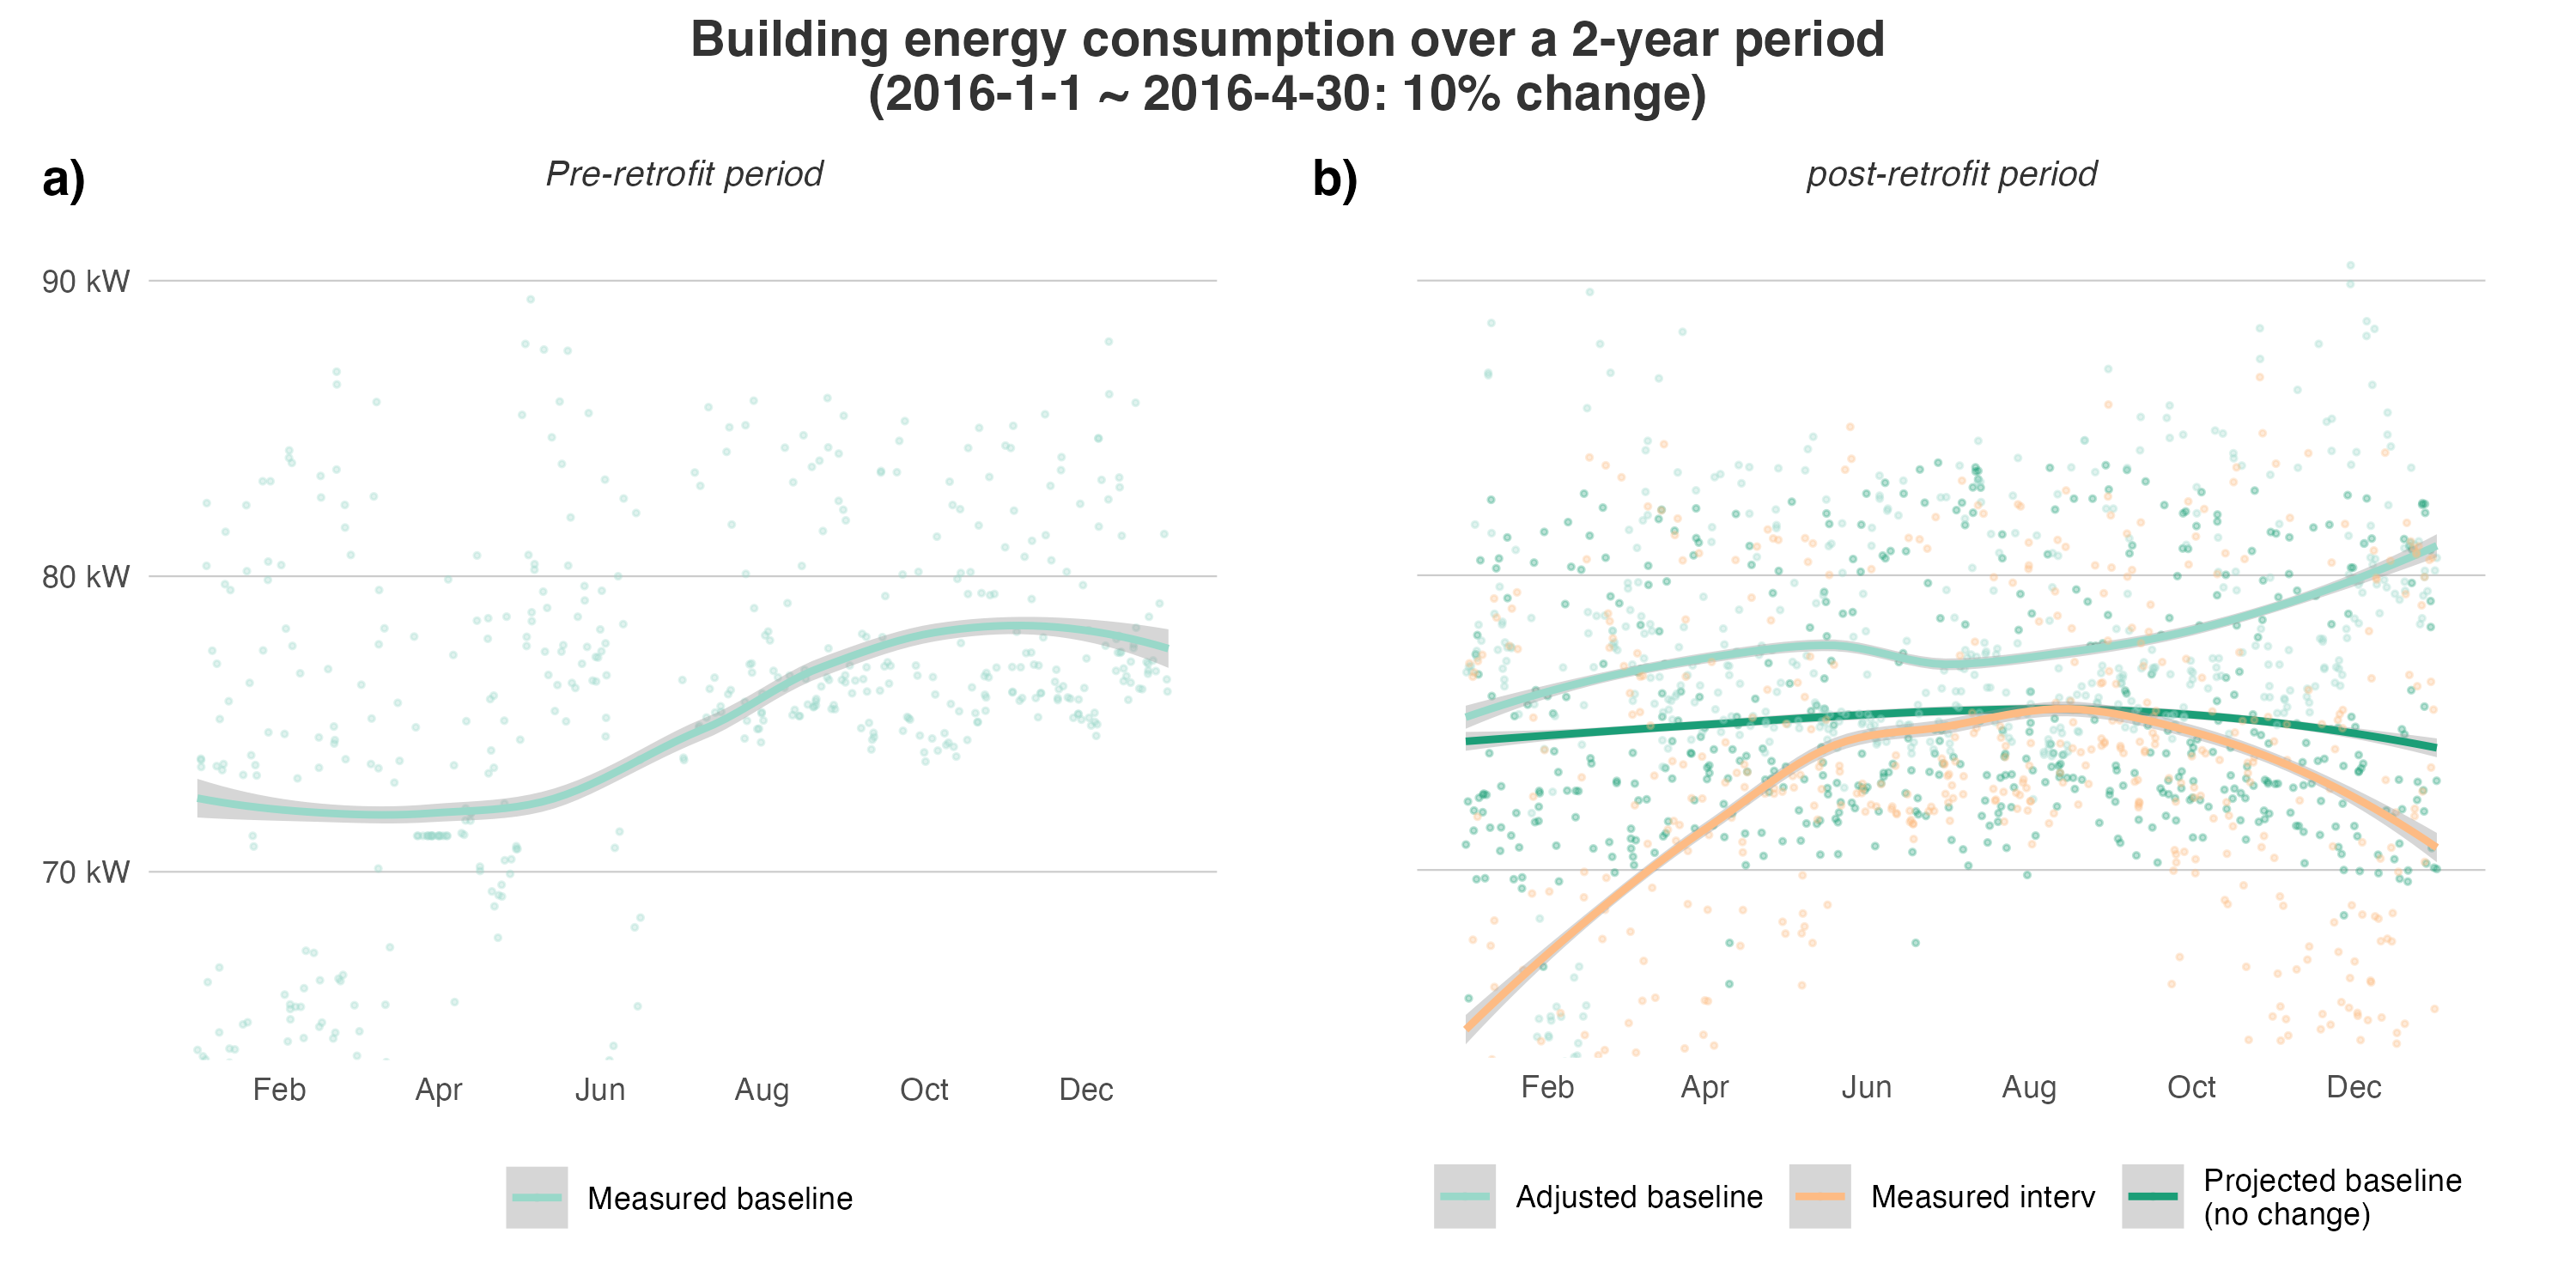 Building energy consumption over a 2-year period
(2016-1-1 ~ 2016-4-30: 10% change)
a)
Pre-retrofit period
90 kW
80 kW
70 kW
Feb Apr Jun Aug Oct Dec
Measured baseline
b)
post-retrofit period
Feb Apr Jun Aug Oct Dec
Adjusted baseline
Measured interv
Projected baseline
(no change)